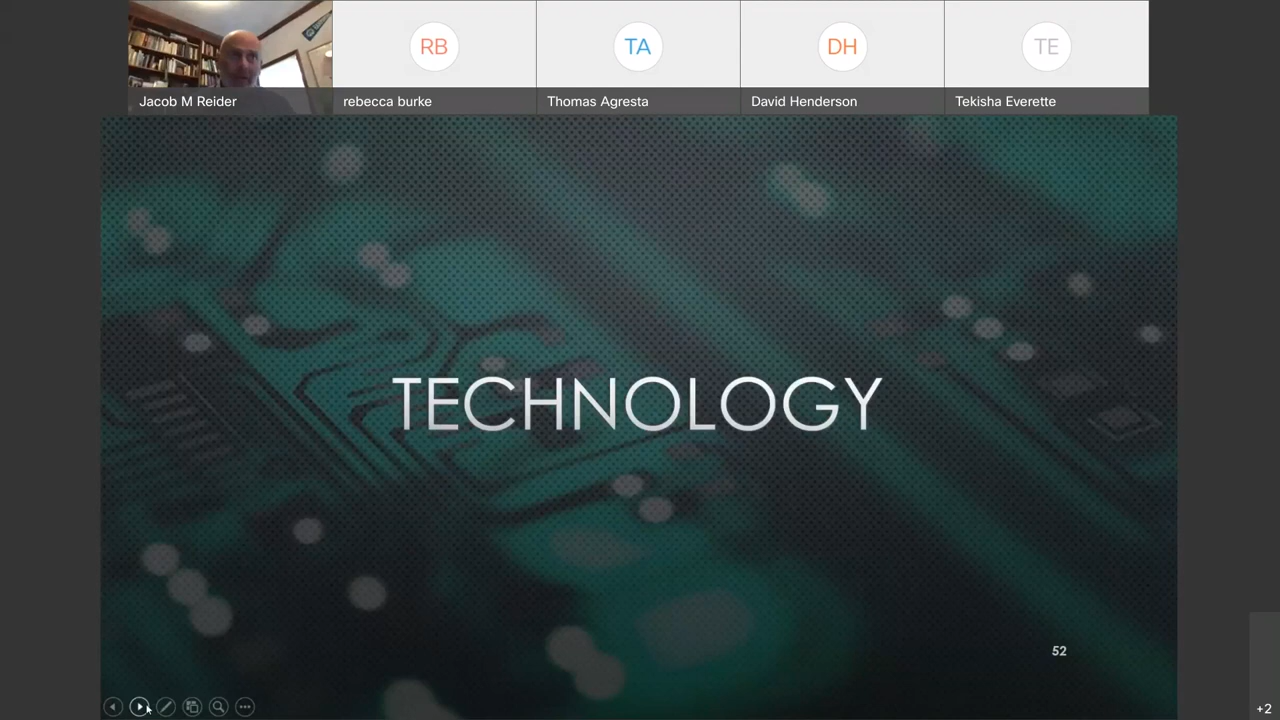 RB
TA
DH
TE
Jacob M Reider
rebecca burke
Thomas Agresta
David Henderson
Tekisha Everette
TECHNOLOGY
52
+2